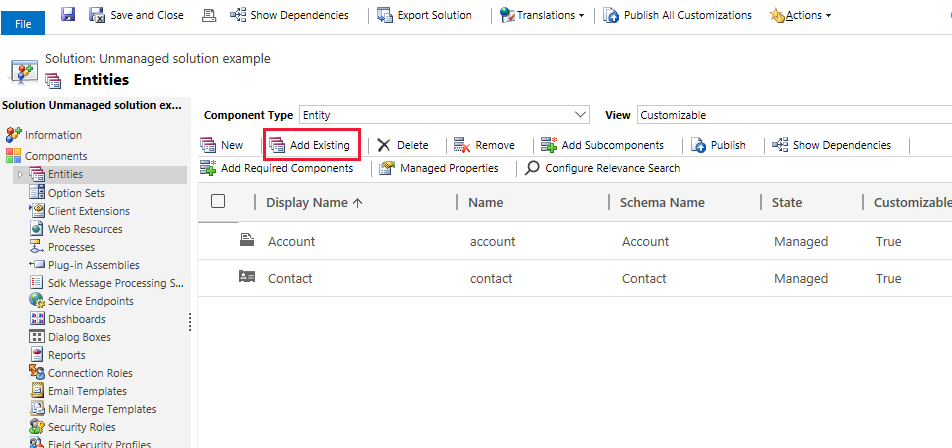 File Save and Close Show Dependencies Export Solution Translations Publish All Customizations Actions
Solution: Unmanaged solution example
Entities
Solution Unmanaged solution ex...
Information
Components
Entities
Option Sets
Client Extensions
Web Resources
Processes
Plug-in Assemblies
Sdk Message Processing S...
Service Endpoints
Dashboards
Dialog Boxes
Reports
Connection Roles
Email Templates
Mail Merge Templates
Security Roles
Field Security Profiles
Component Type Entity View Customizable
New Add Existing Delete Remove Add Subcomponents Publish Show Dependencies
Add Required Components Managed Properties Configure Relevance Search
Display Name Name Schema Name State Customizable
Account account Account Managed True
Contact contact Contact Managed True